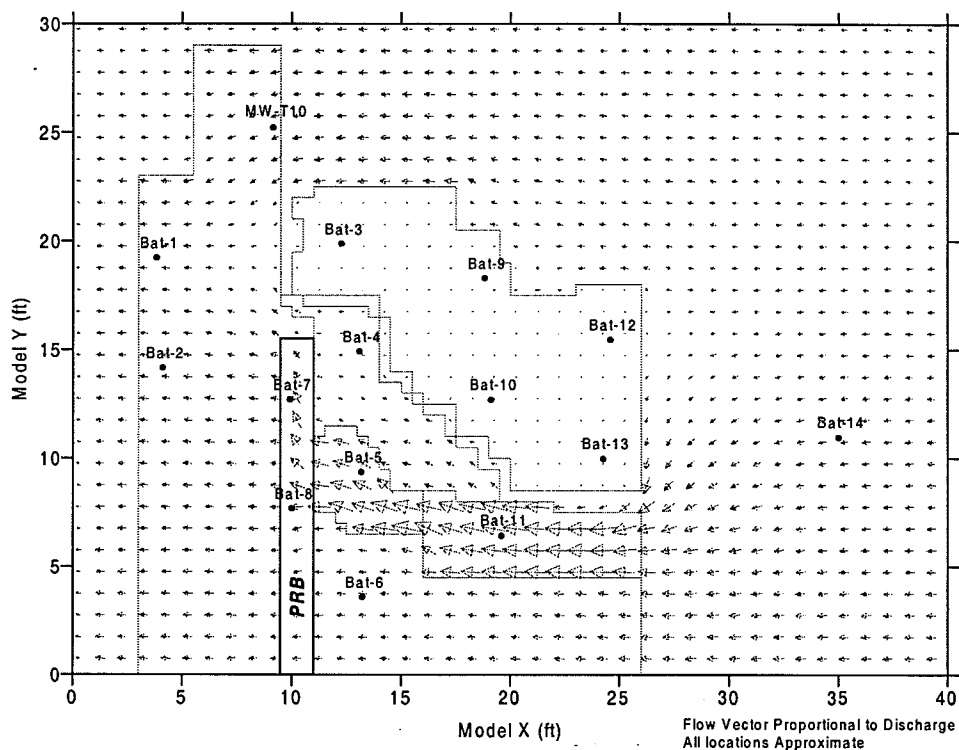 30
25
20
15
10
5
0
Model Y (ft)
MW-T10
Bat-3
Bat-1
Bat-9
Bat-12
Bat-4
Bat-2
Bat-7
Bat-10
Bat-14
Bat-13
Bat-5
Bat-8
Bat-11
Bat-6
PRB
0 5 10 15 20 25 30 35 40
Model X (ft)
Flow Vector Proportional to Discharge
All locations Approximate